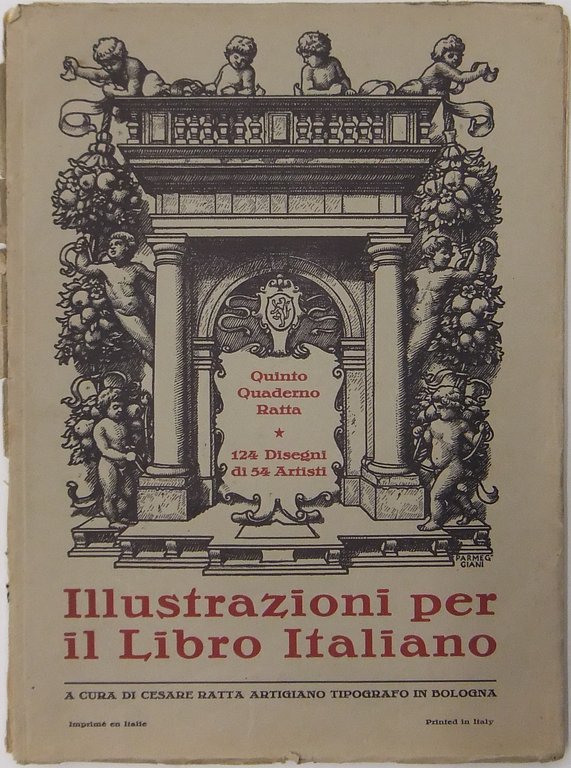 Quinto
Quaderno
Ratta
★
124 Disegni
di 54 Artisti
PARMEG
GIANI
Illustrazioni per
il Libro Italiano
A CURA DI CESARE RATTA ARTIGIANO TIPOGRAFO IN BOLOGNA
Imprimé en Italie
Printed in Italy